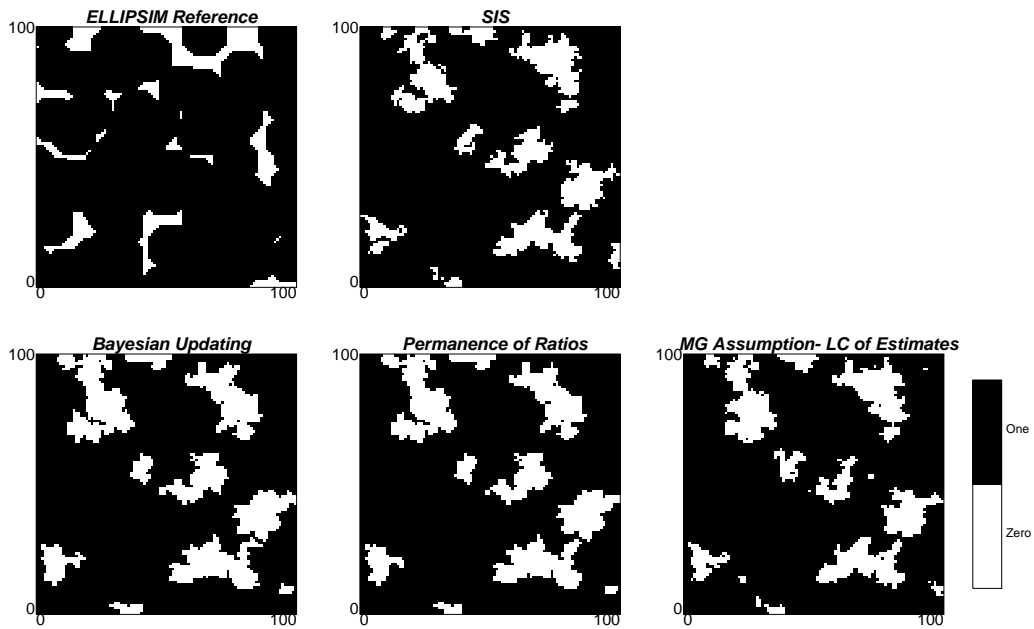 ELLIPSIM Reference
100
0
0
100
SIS
100
0
0
100
Bayesian Updating
100
0
0
100
Permanence of Ratios
100
0
0
100
MG Assumption- LC of Estimates
100
0
0
100
One
Zero